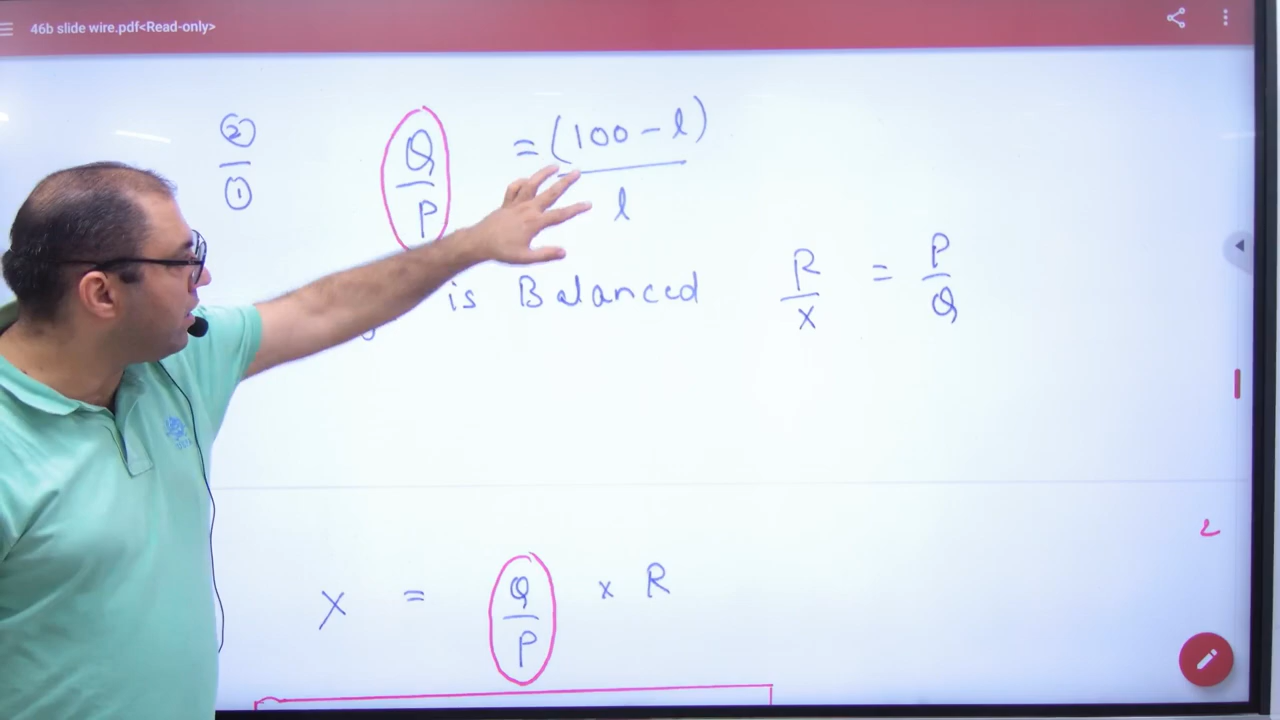 46b slide wire.pdf<Read-only>
② / ① Q / P = (100 - l) / l
is Balanced R / X = P / Q
X = Q / P x R